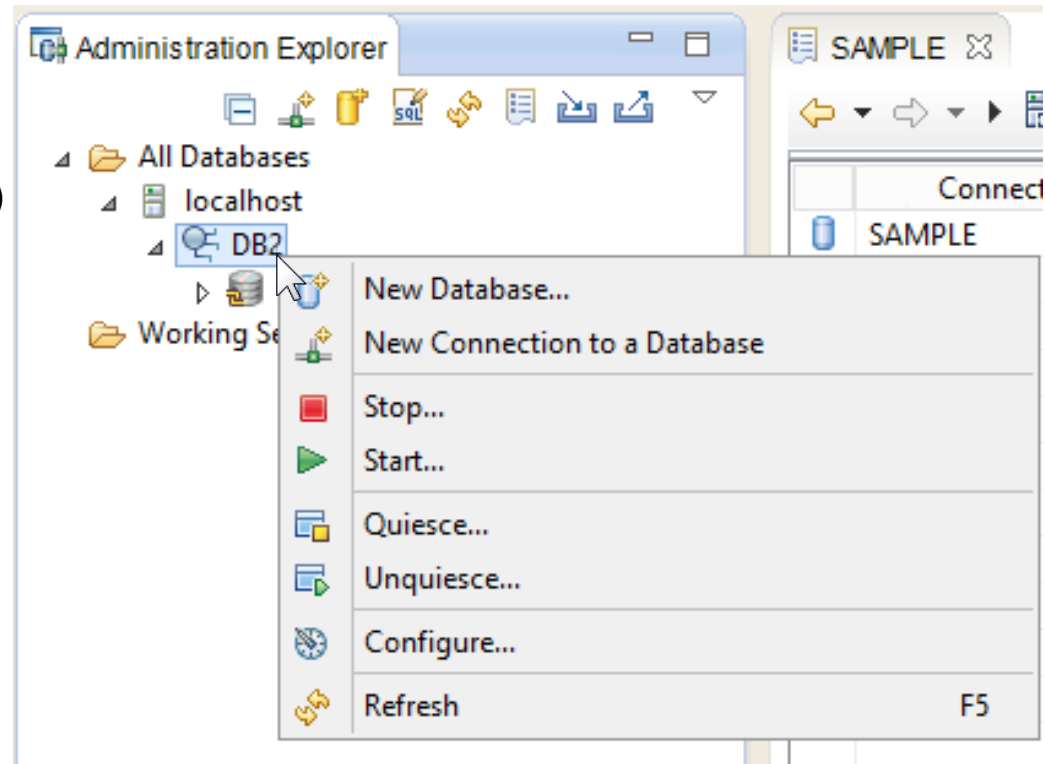 Administration Explorer
SQL
All Databases
localhost
DB2
Working Se
New Database...
New Connection to a Database
Stop...
Start...
Quiesce...
Unquiesce...
Configure...
Refresh F5
SAMPLE
Connect
SAMPLE
)